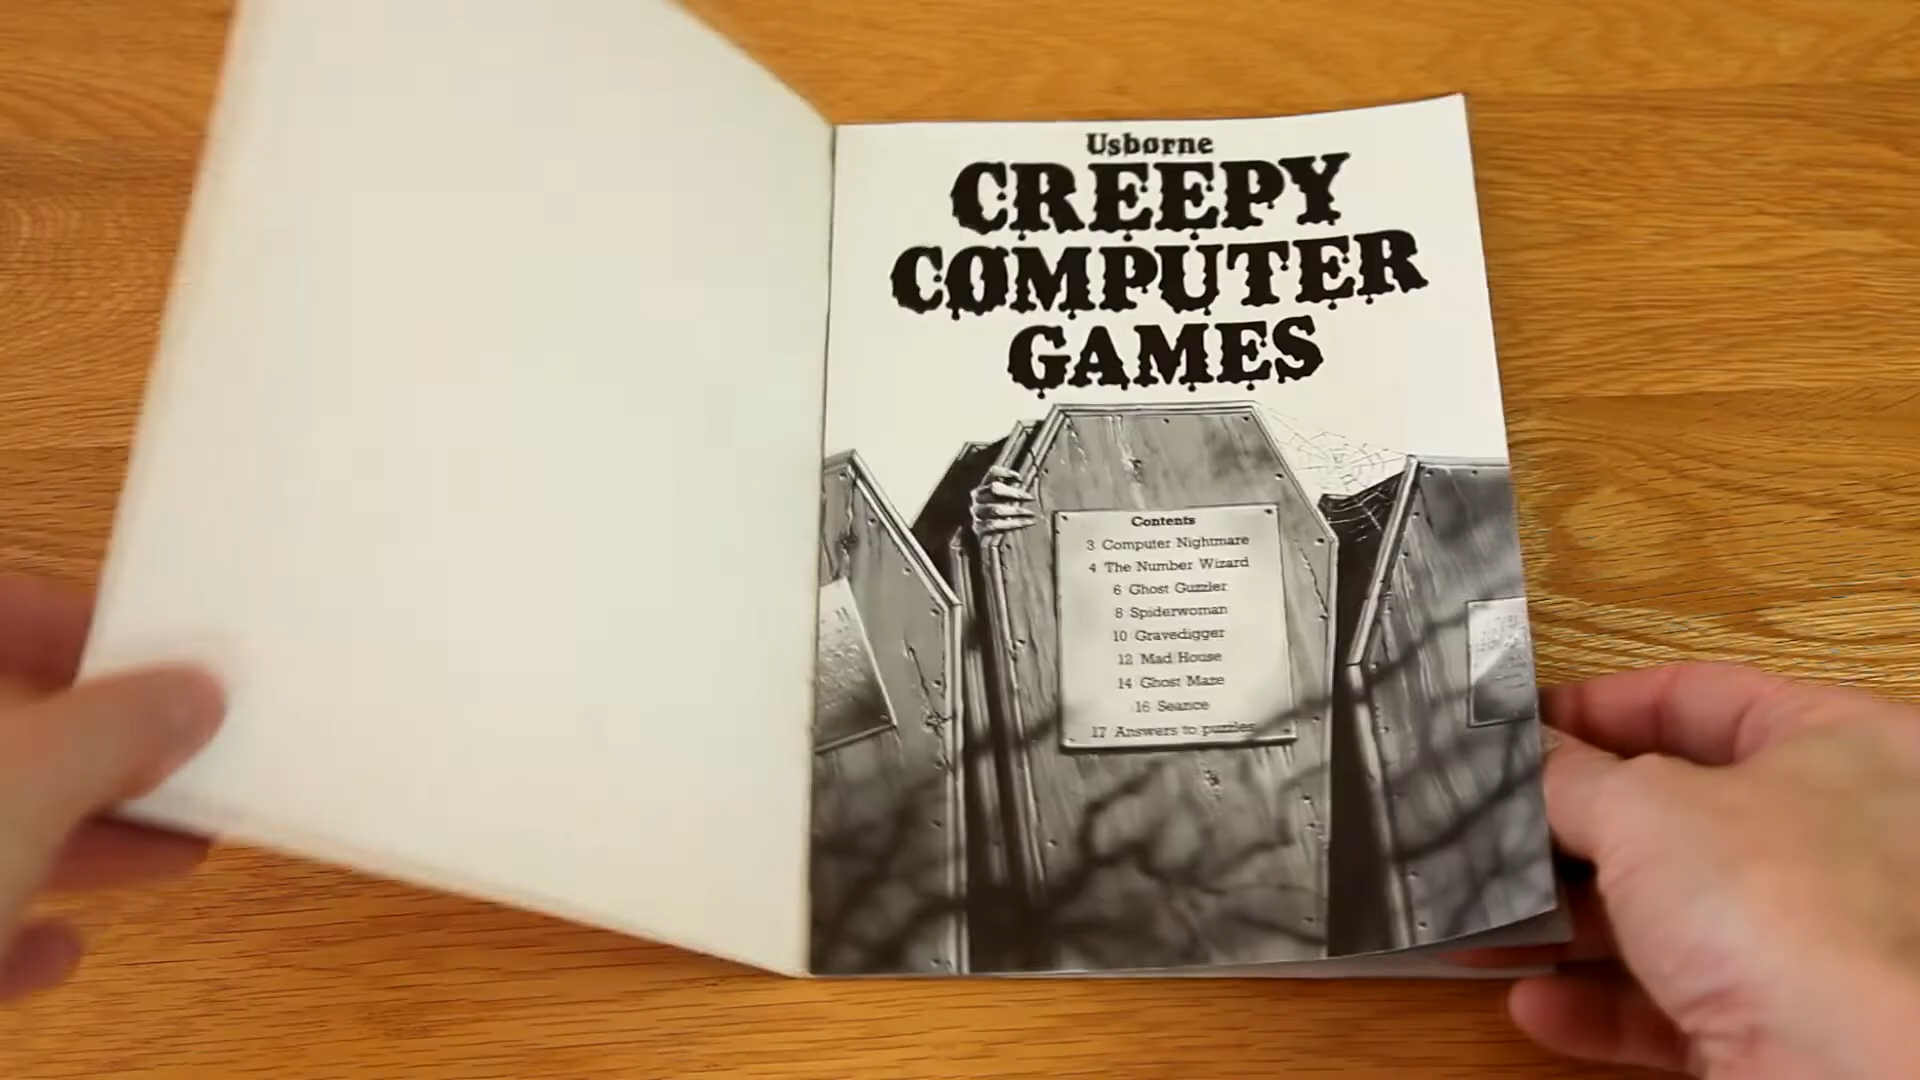 Usborne
CREEPY
COMPUTER
GAMES
Contents
3 Computer Nightmare
4 The Number Wizard
6 Ghost Guzzler
8 Spiderwoman
10 Gravedigger
12 Mad House
14 Ghost Maze
16 Seance
17 Answers to puzzles